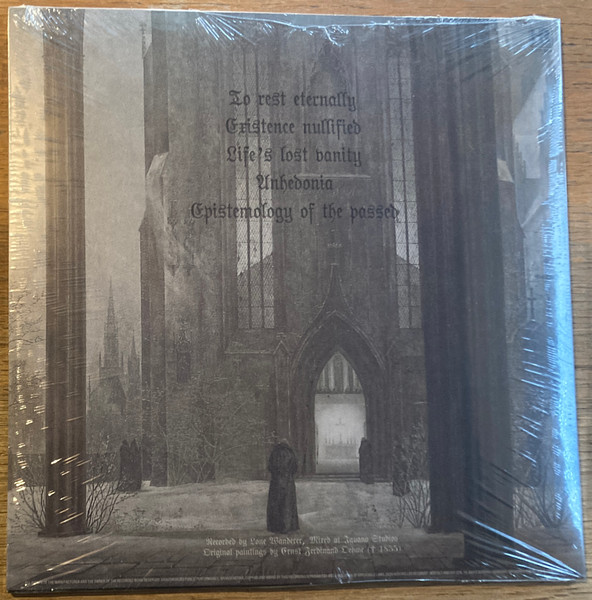 To rest eternally
Existence nullified
Life's lost vanity
Anhedonia
Epistemology of the passed
Recorded by Lone Wanderer, Mixed at Iguana Studios
Original paintings by Ernst Ferdinand Oehme († 1855)